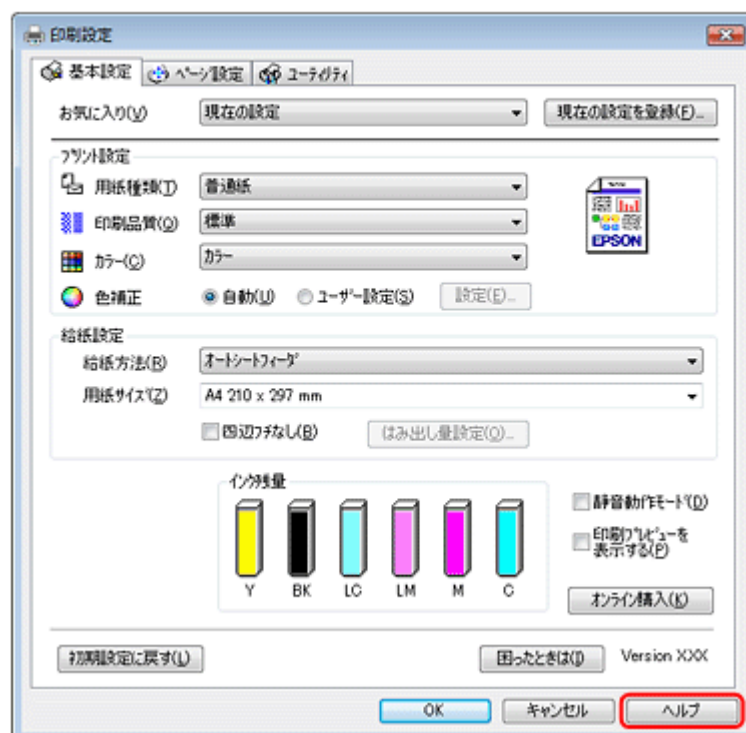 印刷設定
基本設定 ページ設定 ユーティリティ
お気に入り(V) 現在の設定 現在の設定を登録(F)...
プリント設定
用紙種類(T) 普通紙
印刷品質(Q) 標準
カラー(C) カラー
EPSON
色補正 自動(U) ユーザー設定(S) 設定(E)...
給紙設定
給紙方法(R) オートシートフィーダ
用紙サイズ(Z) A4 210 x 297 mm
四辺フチなし(B) はみ出し量設定(O)...
インク残量
Y BK LC LM M C
静音動作モード(D)
印刷プレビューを
表示する(P)
オンライン購入(K)
初期設定に戻す(L) 困ったときは(I) Version XXX
OK キャンセル ヘルプ